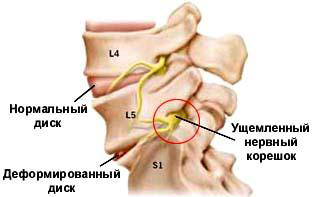 L4
Нормальный
диск
L5
Ущемленный
нервный
корешок
Деформированный
диск
S1